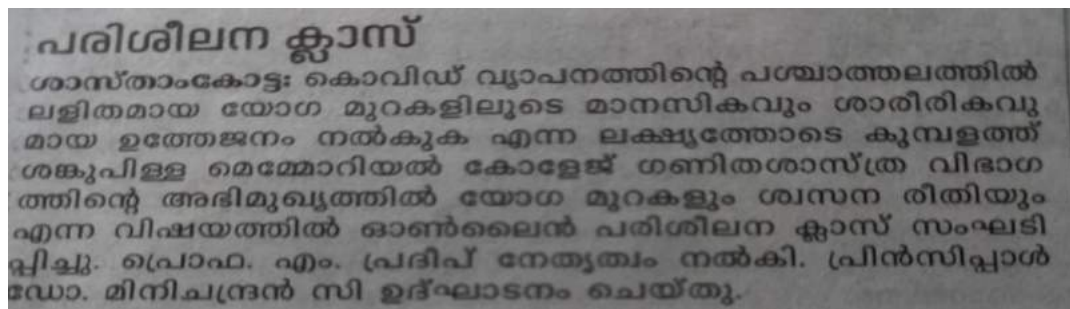 പരിശീലന ക്ലാസ്
ശാസ്താംകോട്ട: കൊവിഡ് വ്യാപനത്തിന്റെ പശ്ചാത്തലത്തിൽ
ലളിതമായ യോഗ മുറകളിലൂടെ മാനസികവും ശാരീരികവു
മായ ഉത്തേജനം നൽകുക എന്ന ലക്ഷ്യത്തോടെ കുമ്പളത്ത്
ശങ്കുപിള്ള മെമ്മോറിയൽ കോളേജ് ഗണിതശാസ്ത്ര വിഭാഗ
ത്തിന്റെ അഭിമുഖ്യത്തിൽ യോഗ മുറകളും ശ്വസന രീതിയും
എന്ന വിഷയത്തിൽ ഓൺലൈൻ പരിശീലന ക്ലാസ് സംഘടി
പ്പിച്ചു. പ്രൊഫ. എം. പ്രദീപ് നേതൃത്വം നൽകി. പ്രിൻസിപ്പാൾ
ഡോ. മിനിചന്ദ്രൻ സി ഉദ്ഘാടനം ചെയ്തു.